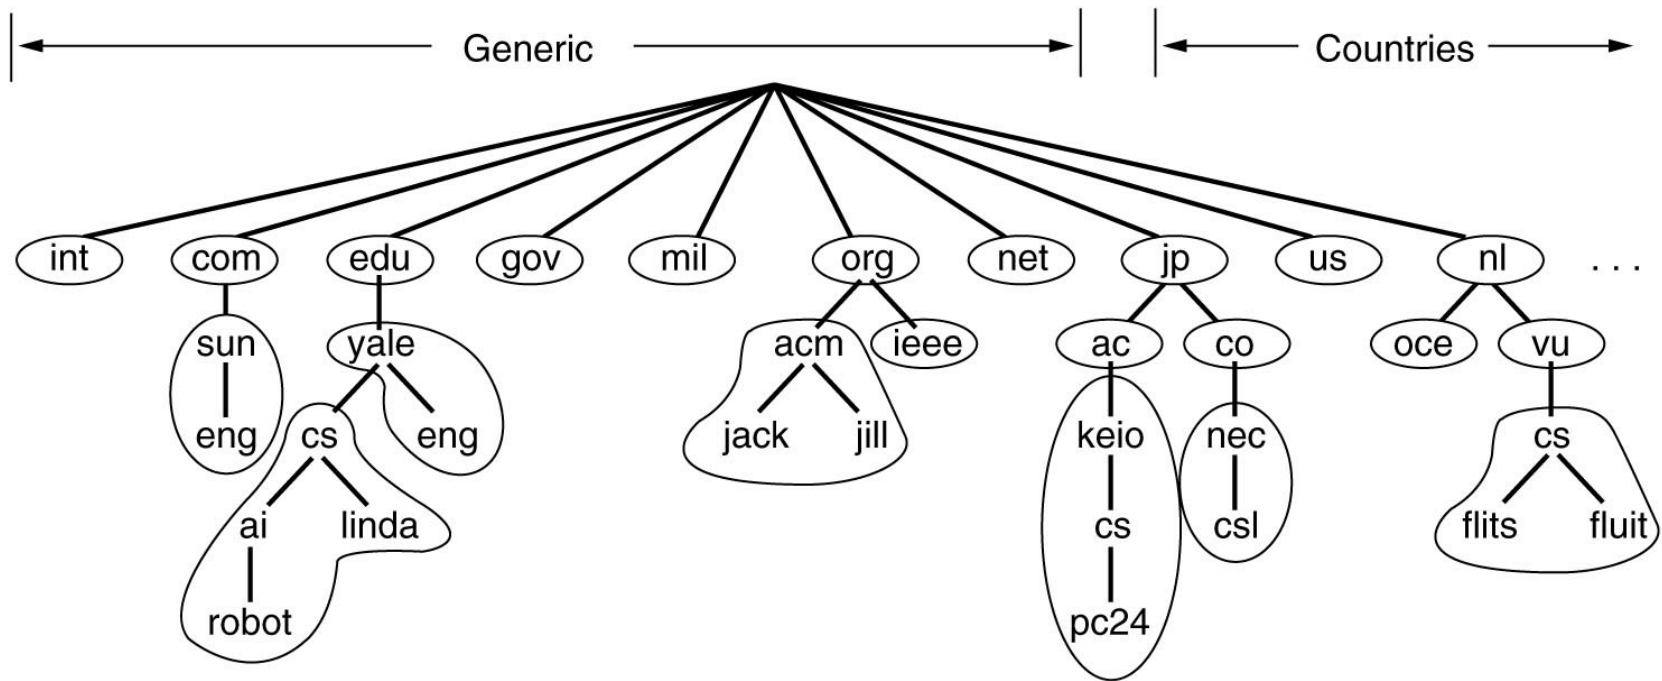 Generic Countries
int com edu gov mil org net jp us nl ...
sun yale acm ieee ac co oce vu
eng cs eng jack jill keio nec cs
ai linda cs csl flits fluit
robot pc24